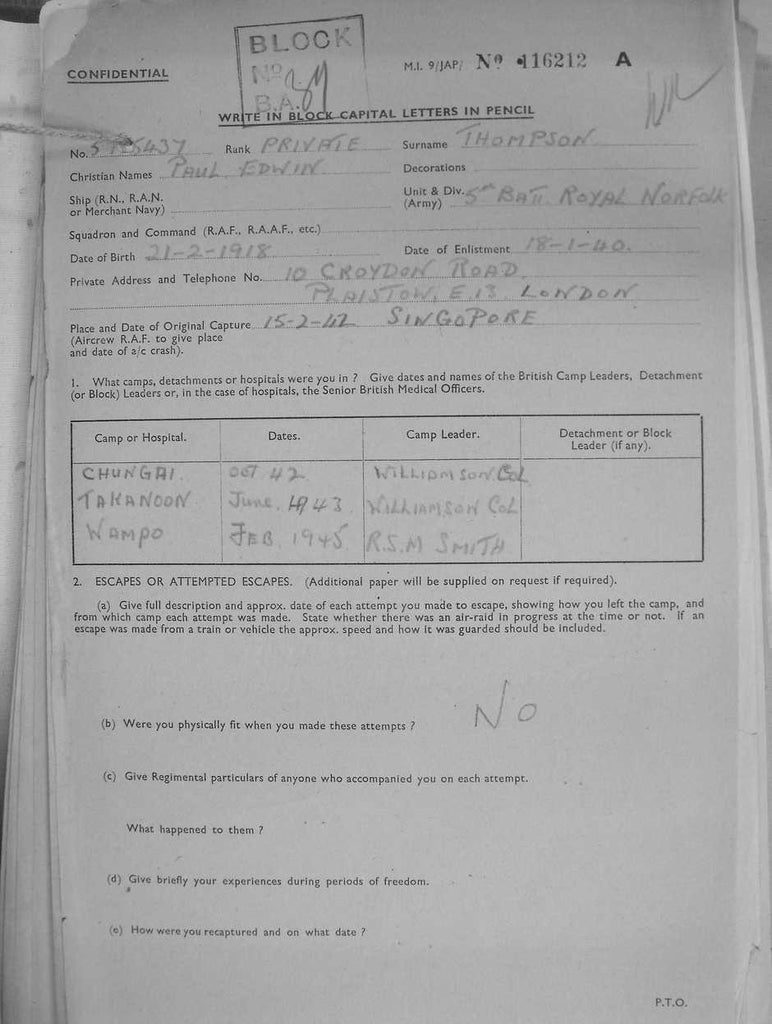 BLOCK
No
B.A.
CONFIDENTIAL
M.I. 9/JAP/ No 116212 A
WRITE IN BLOCK CAPITAL LETTERS IN PENCIL
No. Rank PRIVATE Surname THOMPSON
Christian Names PAUL EDWIN Decorations
Ship (R.N., R.A.N. or Merchant Navy) Unit & Div. (Army) 5TH BATT. ROYAL NORFOLK
Squadron and Command (R.A.F., R.A.A.F., etc.)
Date of Birth 21-2-1918 Date of Enlistment 18-1-40.
Private Address and Telephone No. 10 CROYDON ROAD
PLAISTOW, E.13 LONDON
Place and Date of Original Capture 15-2-42 SINGOPORE
(Aircrew R.A.F. to give place
and date of a/c crash).
1. What camps, detachments or hospitals were you in ? Give dates and names of the British Camp Leaders, Detachment
(or Block) Leaders or, in the case of hospitals, the Senior British Medical Officers.
Camp or Hospital. Dates. Camp Leader. Detachment or Block
Leader (if any).
CHUNGAI OCT 42 WILLIAMSON COL
TAKANOON June. 1943. WILLIAMSON COL
WAMPO FEB. 1945 R.S.M SMITH
2. ESCAPES OR ATTEMPTED ESCAPES. (Additional paper will be supplied on request if required).
(a) Give full description and approx. date of each attempt you made to escape, showing how you left the camp, and
from which camp each attempt was made. State whether there was an air-raid in progress at the time or not. If an
escape was made from a train or vehicle the approx. speed and how it was guarded should be included.
NO
(b) Were you physically fit when you made these attempts ?
(c) Give Regimental particulars of anyone who accompanied you on each attempt.
What happened to them ?
(d) Give briefly your experiences during periods of freedom.
(e) How were you recaptured and on what date ?
P.T.O.